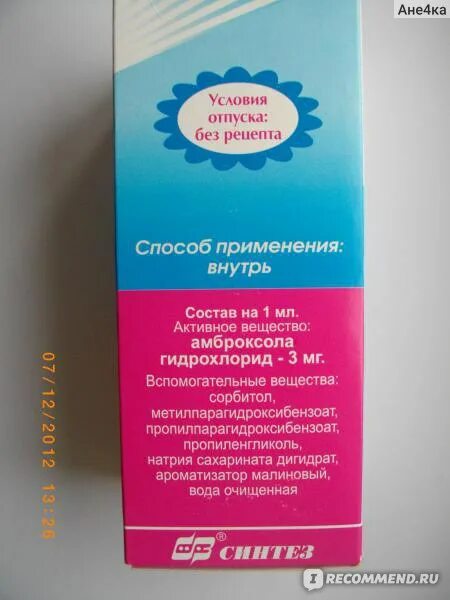 Ане4ка
Условия
отпуска:
без рецепта
Способ применения:
внутрь
Состав на 1 мл.
Активное вещество:
амброксола
гидрохлорид - 3 мг.
Вспомогательные вещества:
сорбитол,
метилпарагидроксибензоат,
пропилпарагидроксибензоат,
пропиленгликоль,
натрия сахарината дигидрат,
ароматизатор малиновый,
вода очищенная
® СИНТЕЗ
07/12/2012 13:26
IRECOMMEND.RU